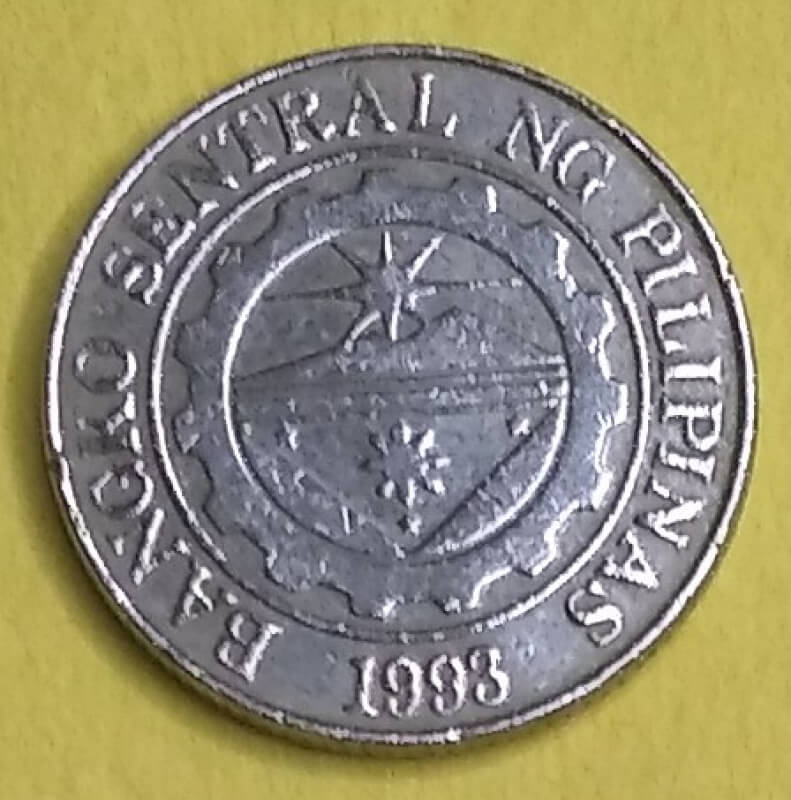 BANGKO SENTRAL NG PILIPINAS
1993